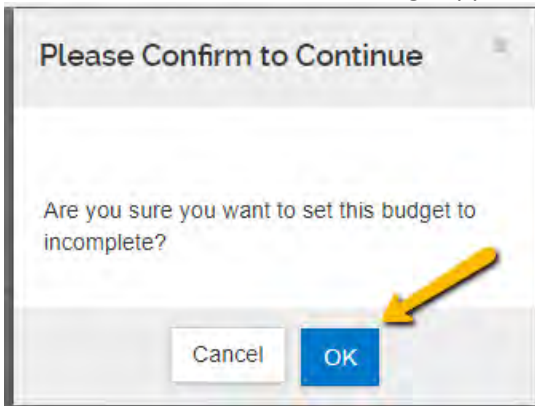 Please Confirm to Continue
Are you sure you want to set this budget to
incomplete?
Cancel
OK